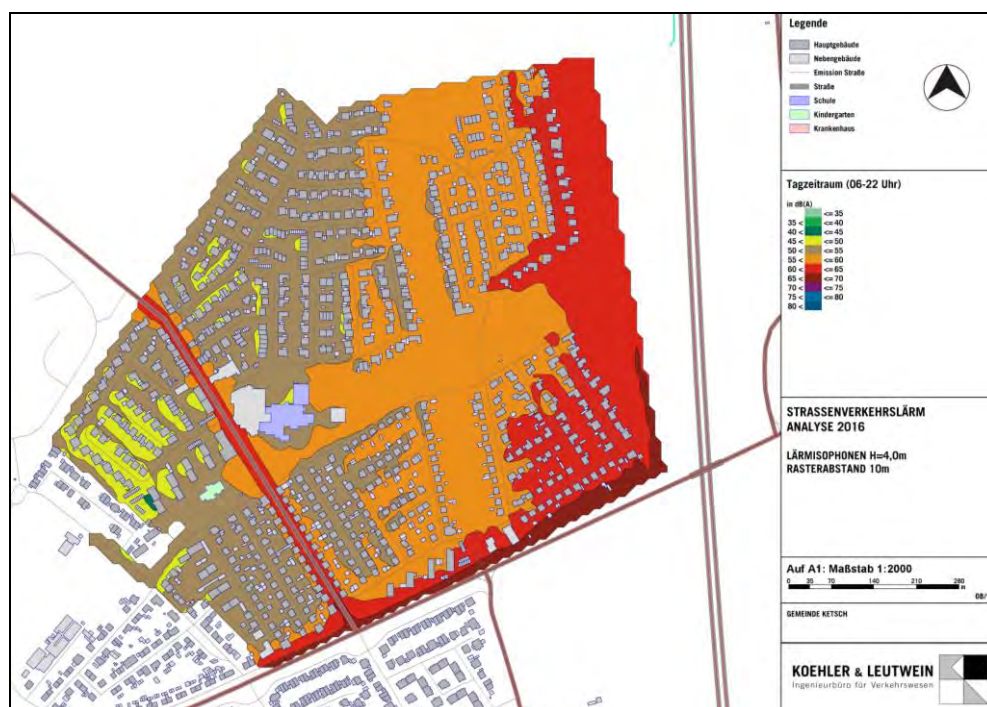 Legende
Hauptgebäude
Nebengebäude
Emission Straße
Straße
Schule
Kindergarten
Krankenhaus
Tagzeitraum (06-22 Uhr)
in dB(A)
<= 35
35 < <= 40
40 < <= 45
45 < <= 50
50 < <= 55
55 < <= 60
60 < <= 65
65 < <= 70
70 < <= 75
75 < <= 80
80 <
STRASSENVERKEHRSLÄRM
ANALYSE 2016
LÄRMISOPHONEN H=4,0m
RASTERABSTAND 10m
Auf A1: Maßstab 1:2000
0 35 70 140 210 280
m
08/
GEMEINDE KETSCH
KOEHLER & LEUTWEIN
Ingenieurbüro für Verkehrswesen